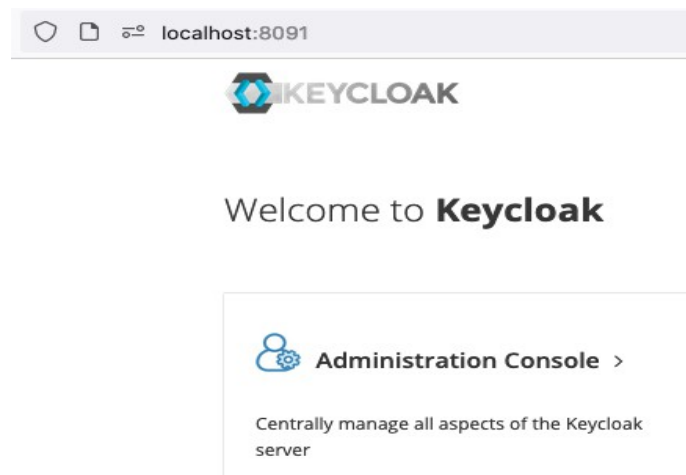 localhost:8091
KEYCLOAK
Welcome to Keycloak
Administration Console >
Centrally manage all aspects of the Keycloak
server